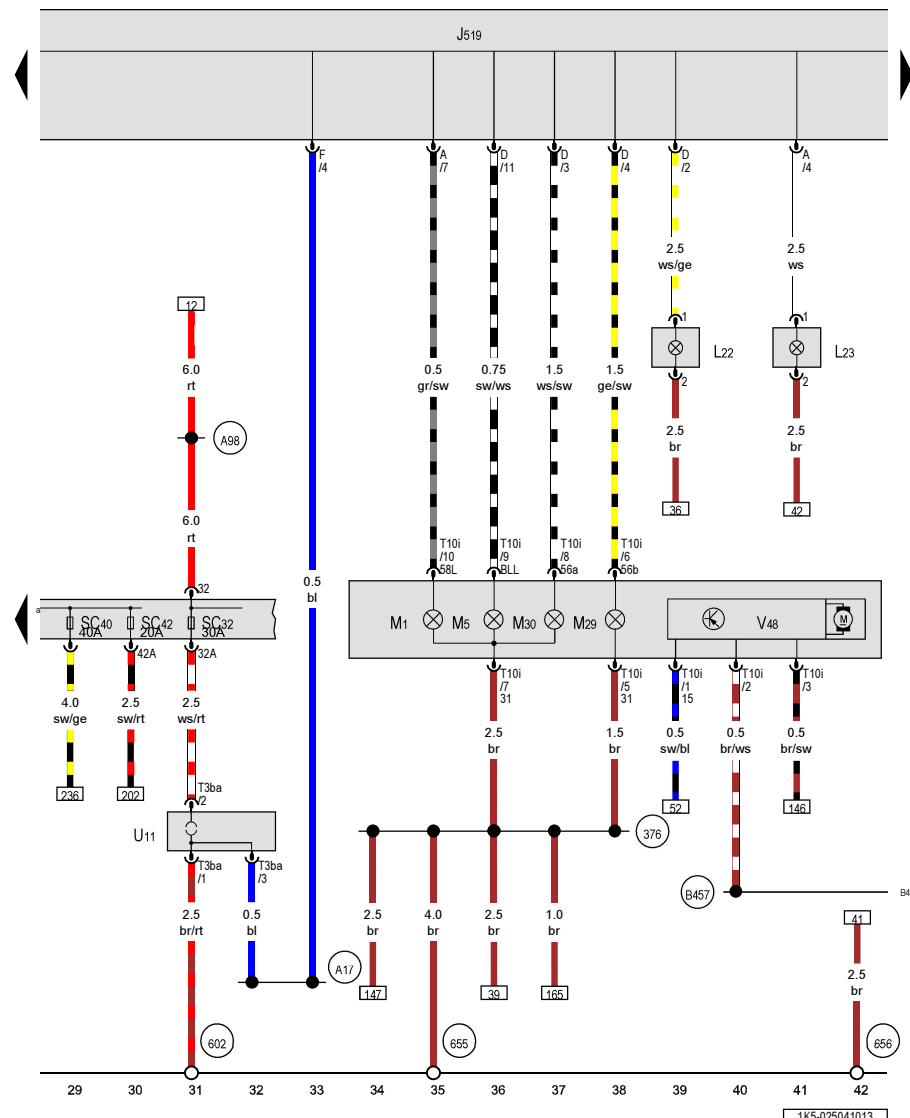 J519
F
/4
A
/7
D
/11
D
/3
D
/4
D
/2
A
/4
2.5
ws/ge
2.5
ws
12
1
1
L22
L23
2
2
6.0
rt
0.5
gr/sw
0.75
sw/ws
1.5
ws/sw
1.5
ge/sw
A98
2.5
br
2.5
br
36
42
6.0
rt
T10i
/10
58L
T10i
/9
BLL
T10i
/8
56a
T10i
/6
56b
0.5
bl
32
a
SC40
40A
SC42
20A
SC32
30A
M1
M5
M30
M29
V48
M
42A
32A
T10i
/7
31
T10i
/5
31
T10i
/1
15
T10i
/2
T10i
/3
4.0
sw/ge
2.5
sw/rt
2.5
ws/rt
2.5
br
1.5
br
0.5
sw/bl
0.5
br/ws
0.5
br/sw
236
202
T3ba
/2
52
146
U11
376
T3ba
/1
T3ba
/3
B457
B4
2.5
br/rt
0.5
bl
2.5
br
4.0
br
2.5
br
1.0
br
41
A17
2.5
br
147
39
165
602
655
656
29 30 31 32 33 34 35 36 37 38 39 40 41 42
1K5-025041013